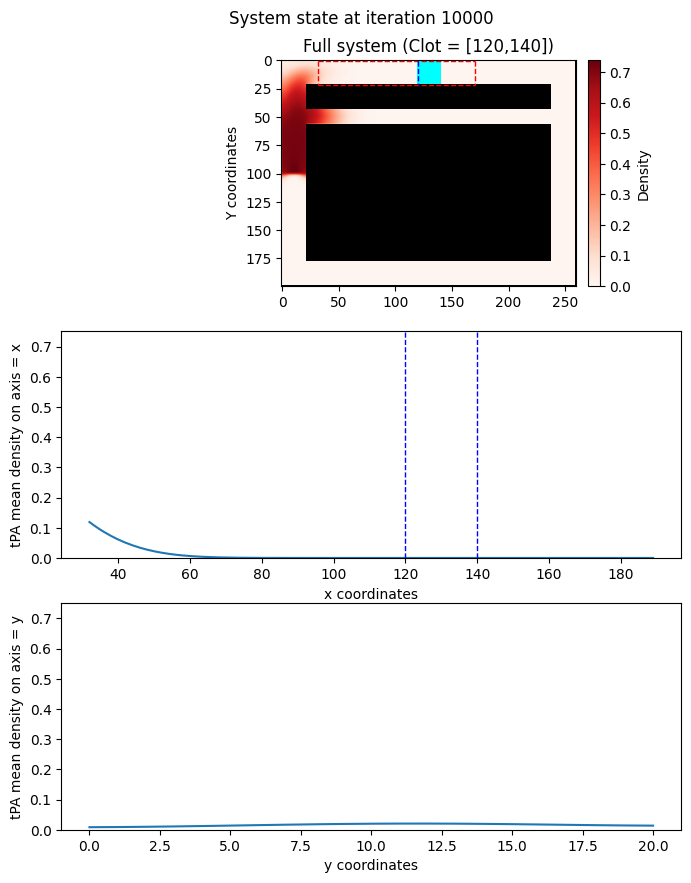 System state at iteration 10000
Full system (Clot = [120,140])
0
25
50
75
100
125
150
175
Y coordinates
0 50 100 150 200 250
0.7
0.6
0.5
0.4
0.3
0.2
0.1
0.0
Density
0.7
0.6
0.5
0.4
0.3
0.2
0.1
0.0
tPA mean density on axis = x
40 60 80 100 120 140 160 180
x coordinates
0.7
0.6
0.5
0.4
0.3
0.2
0.1
0.0
tPA mean density on axis = y
0.0 2.5 5.0 7.5 10.0 12.5 15.0 17.5 20.0
y coordinates